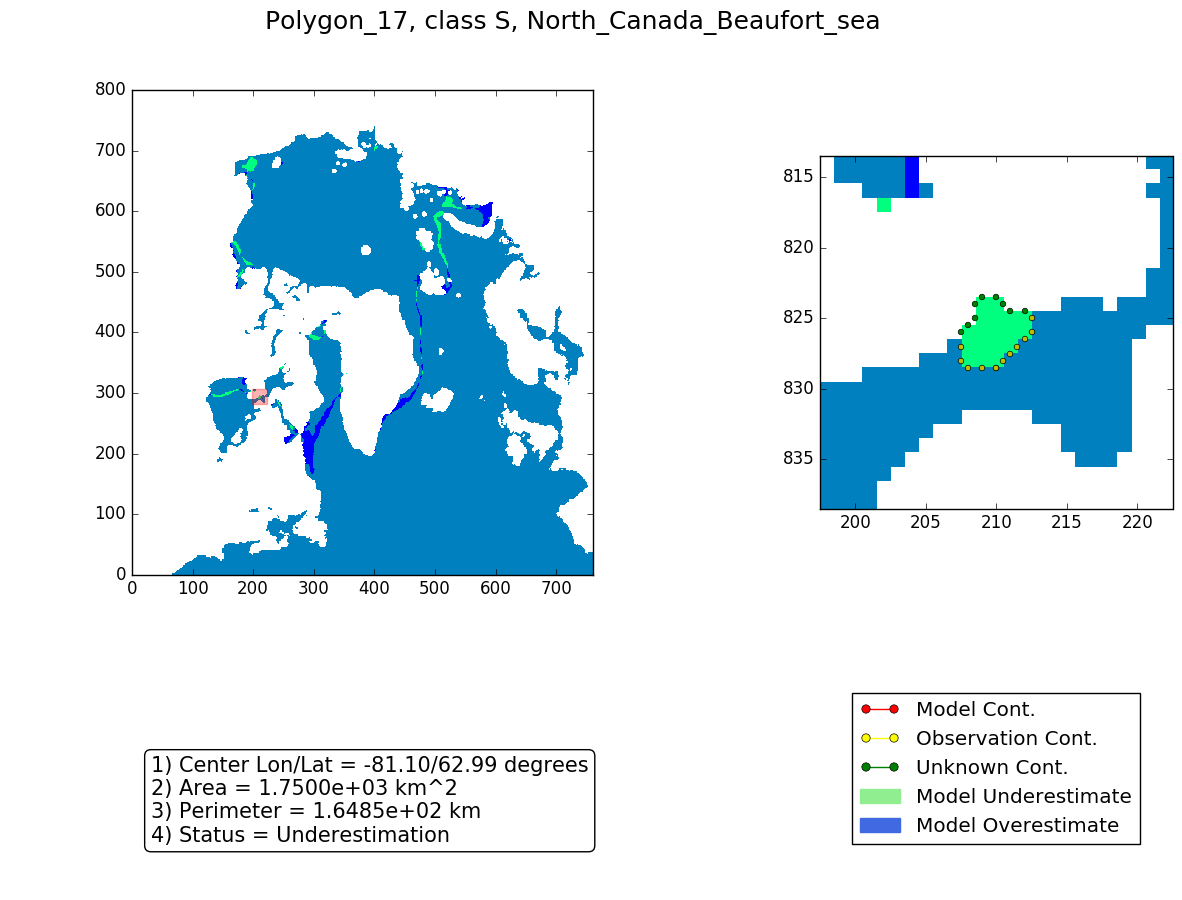 Polygon_17, class S, North_Canada_Beaufort_sea
800
700
600
500
400
300
200
100
0
0 100 200 300 400 500 600 700
815
820
825
830
835
200 205 210 215 220
Model Cont.
Observation Cont.
Unknown Cont.
Model Underestimate
Model Overestimate
1) Center Lon/Lat = -81.10/62.99 degrees
2) Area = 1.7500e+03 km^2
3) Perimeter = 1.6485e+02 km
4) Status = Underestimation